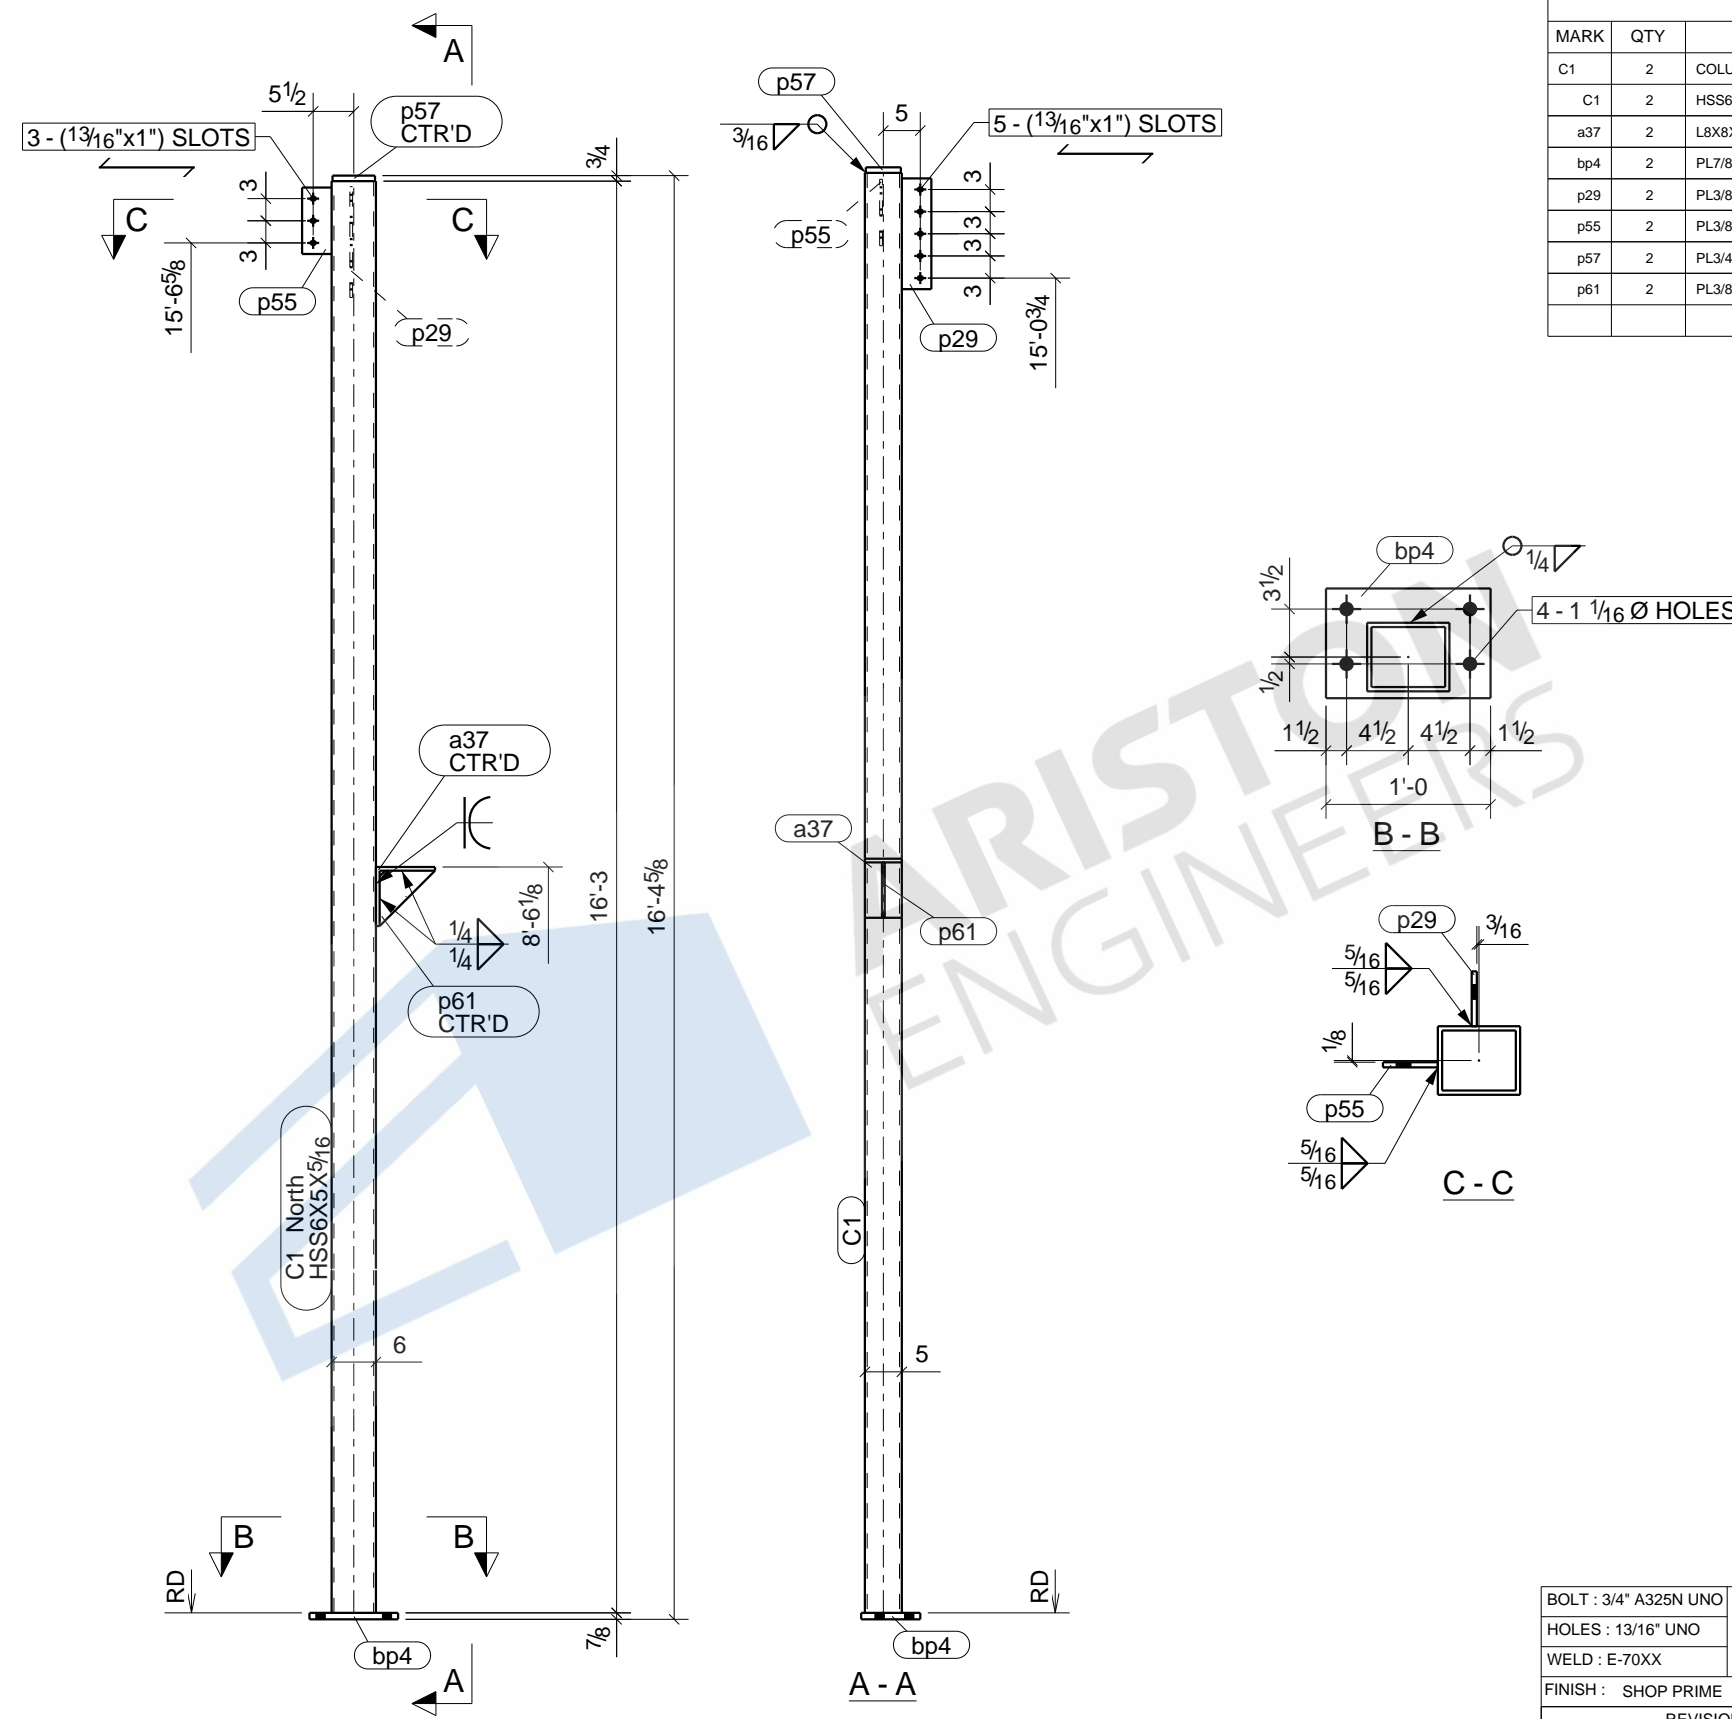 A
5 1/2
p57
CTR'D
3 - (13/16"x1") SLOTS
3/4
3
3
C
C
15'-6 5/8
p55
p29
a37
CTR'D
1/4
1/4
8'-6 1/8
16'-3
16'-4 5/8
p61
CTR'D
C1 North
HSS6X5X5/16
6
B
B
RD
7/8
bp4
A
p57
5
3/16
5 - (13/16"x1") SLOTS
p55
3
3
3
3
p29
15'-0 3/4
a37
p61
C1
5
RD
bp4
A - A
bp4
1/4
3 1/2
4 - 1 1/16 Ø HOLES
1/2
1 1/2
4 1/2
4 1/2
1 1/2
1'-0
B - B
p29
3/16
5/16
5/16
1/8
p55
5/16
5/16
C - C
ARISTON
ENGINEERS
MARK QTY
C1 2 COLU
C1 2 HSS6
a37 2 L8X8X
bp4 2 PL7/8
p29 2 PL3/8
p55 2 PL3/8
p57 2 PL3/4
p61 2 PL3/8
BOLT : 3/4" A325N UNO
HOLES : 13/16" UNO
WELD : E-70XX
FINISH : SHOP PRIME